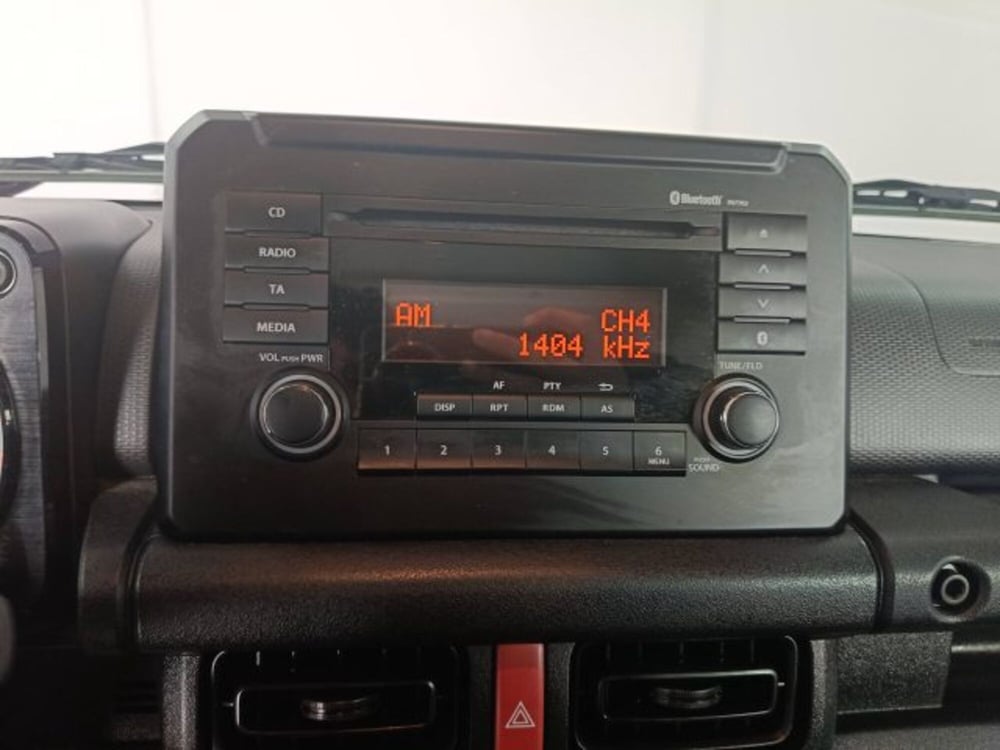 Bluetooth
CD
RADIO
TA
MEDIA
AM
CH4
1404 kHz
VOL PUSH PWR
TUNE/FLD
AF PTY
DISP RPT RDM AS
1 2 3 4 5 6
MENU
PUSH
SOUND